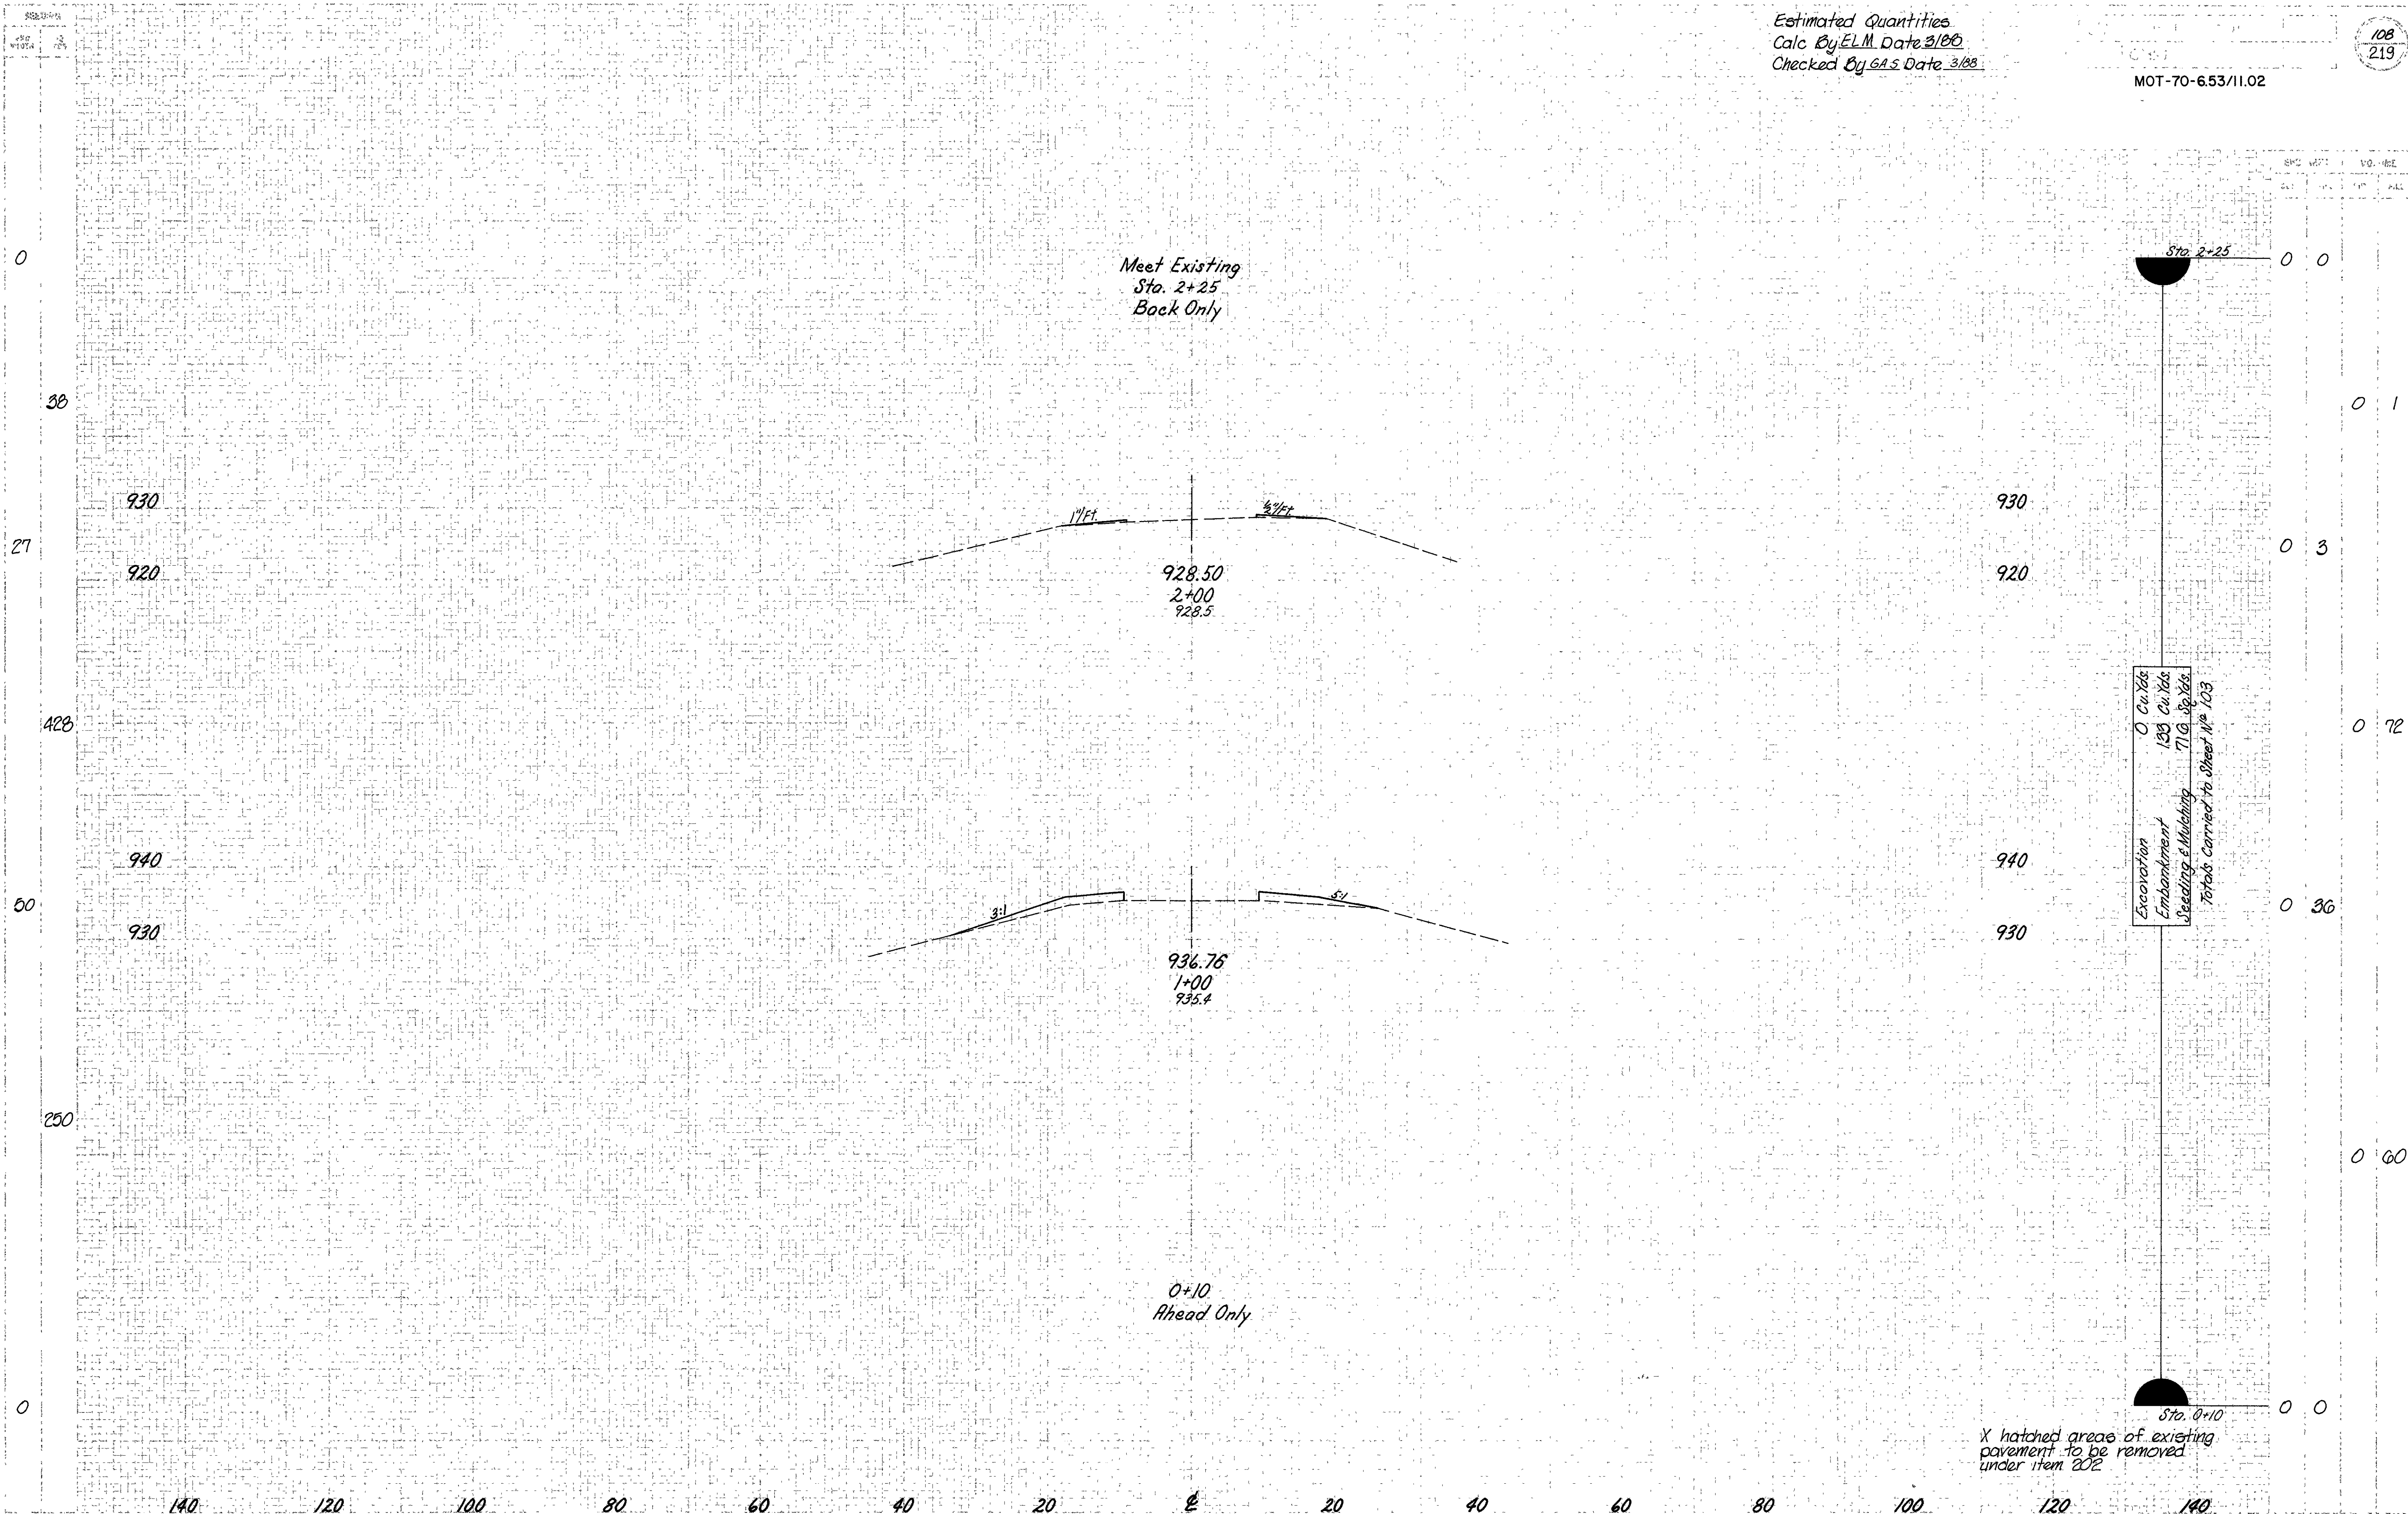 Estimated Quantities
Calc By ELM Date 3/88
Checked By GAS Date 3/88
108
219
MOT-70-6.53/11.02
0
Meet Existing
Sta. 2+25
Back Only
Sta. 2+25
0 0
38
0 1
930
1"/Ft.
1/2"/Ft.
930
27
0 3
920
928.50
920
2+00
928.5
428
0 72
Excavation 0 Cu.Yds.
Embankment 133 Cu.Yds.
Seeding & Mulching 716 Sq.Yds.
Totals Carried to Sheet Nº 103
940
940
50
3:1
5:1
0 36
930
930
936.76
1+00
935.4
250
0 60
0+10
Ahead Only
0
0 0
Sta. 0+10
X hatched areas of existing
pavement to be removed
under item 202
140 120 100 80 60 40 20 ℄ 20 40 60 80 100 120 140